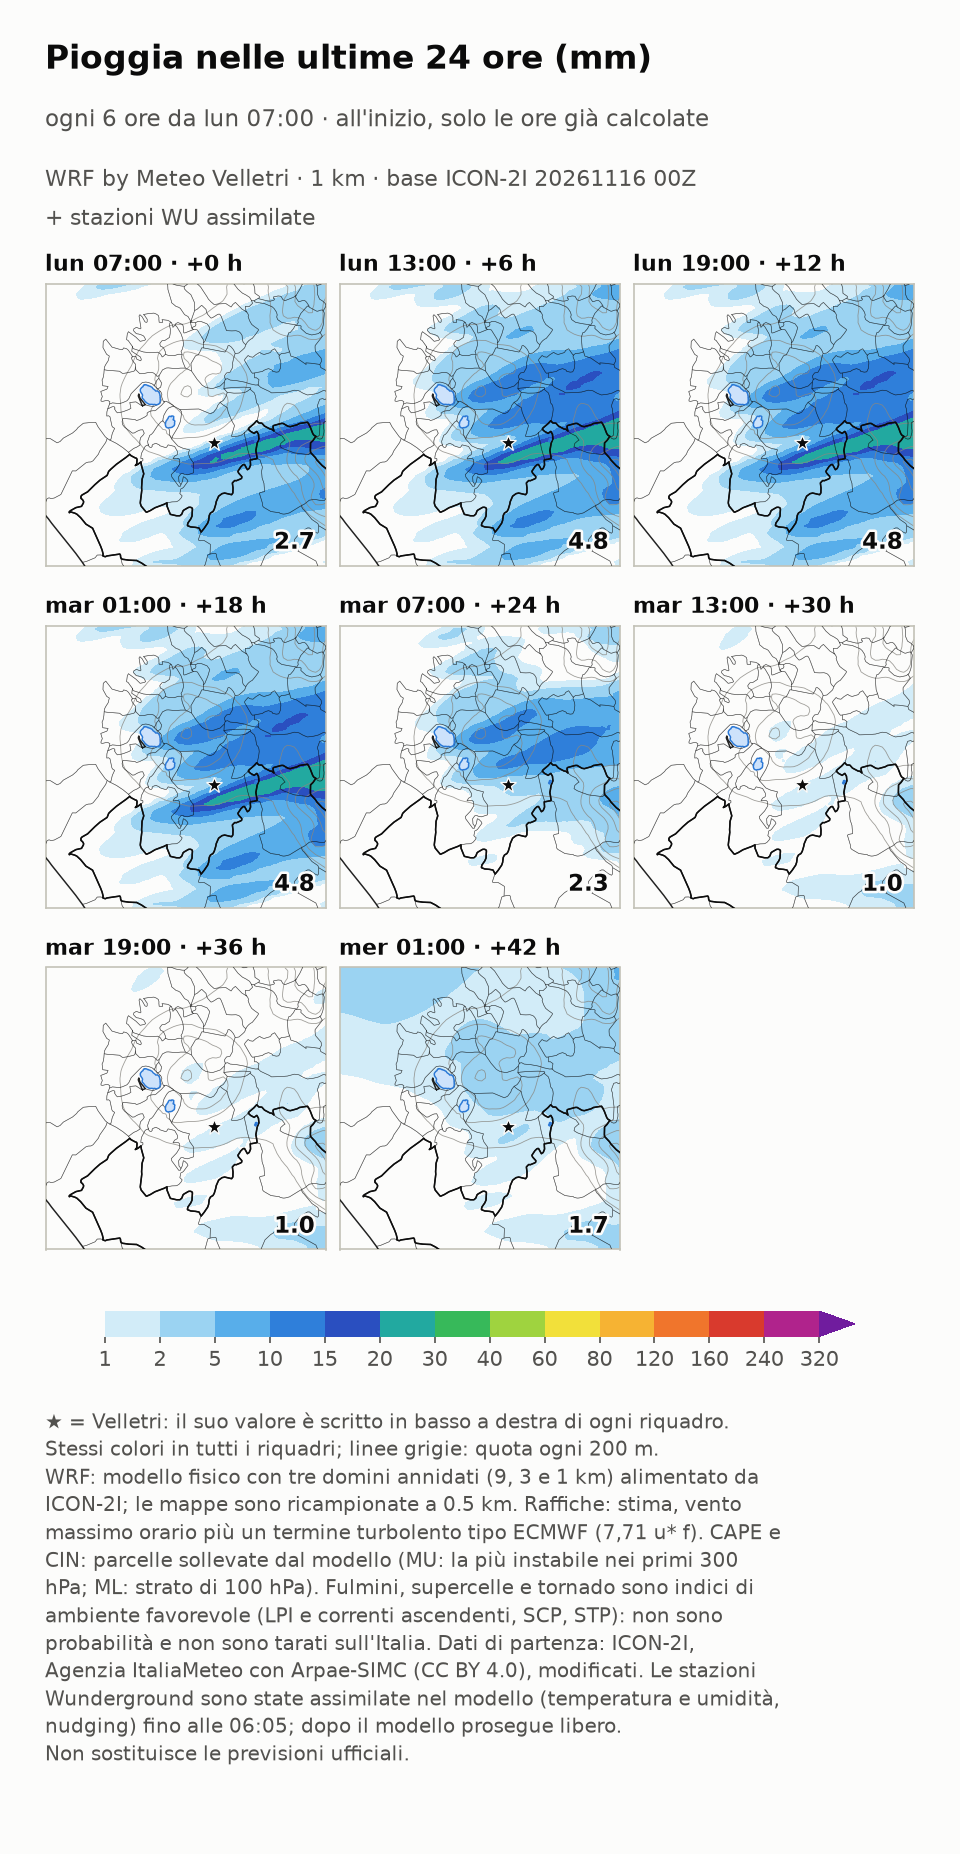 Pioggia nelle ultime 24 ore (mm)
ogni 6 ore da lun 07:00 · all'inizio, solo le ore già calcolate
WRF by Meteo Velletri · 1 km · base ICON-2I 20261116 00Z
+ stazioni WU assimilate
lun 07:00 · +0 h
lun 13:00 · +6 h
lun 19:00 · +12 h
2.7
4.8
4.8
mar 01:00 · +18 h
mar 07:00 · +24 h
mar 13:00 · +30 h
4.8
2.3
1.0
mar 19:00 · +36 h
mer 01:00 · +42 h
1.0
1.7
1 2 5 10 15 20 30 40 60 80 120 160 240 320
★ = Velletri: il suo valore è scritto in basso a destra di ogni riquadro.
Stessi colori in tutti i riquadri; linee grigie: quota ogni 200 m.
WRF: modello fisico con tre domini annidati (9, 3 e 1 km) alimentato da
ICON-2I; le mappe sono ricampionate a 0.5 km. Raffiche: stima, vento
massimo orario più un termine turbolento tipo ECMWF (7,71 u* f). CAPE e
CIN: parcelle sollevate dal modello (MU: la più instabile nei primi 300
hPa; ML: strato di 100 hPa). Fulmini, supercelle e tornado sono indici di
ambiente favorevole (LPI e correnti ascendenti, SCP, STP): non sono
probabilità e non sono tarati sull'Italia. Dati di partenza: ICON-2I,
Agenzia ItaliaMeteo con Arpae-SIMC (CC BY 4.0), modificati. Le stazioni
Wunderground sono state assimilate nel modello (temperatura e umidità,
nudging) fino alle 06:05; dopo il modello prosegue libero.
Non sostituisce le previsioni ufficiali.